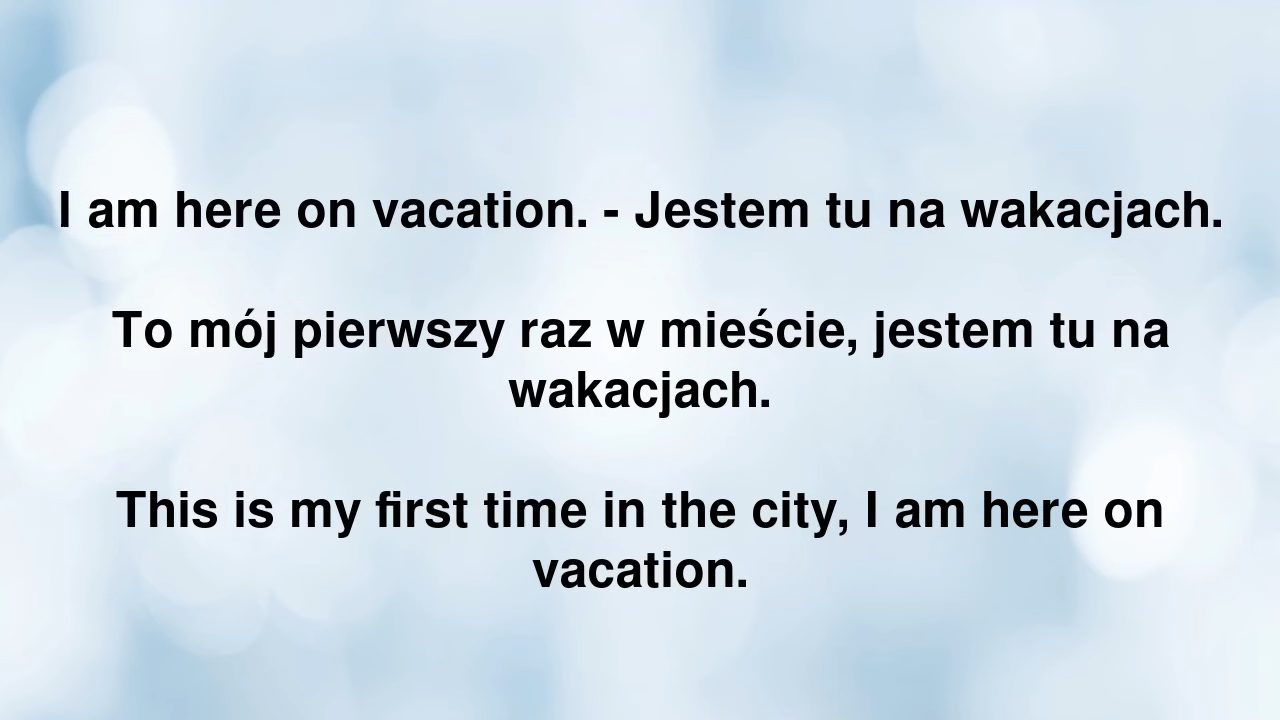 I am here on vacation. - Jestem tu na wakacjach.
To mój pierwszy raz w mieście, jestem tu na
wakacjach.
This is my first time in the city, I am here on
vacation.